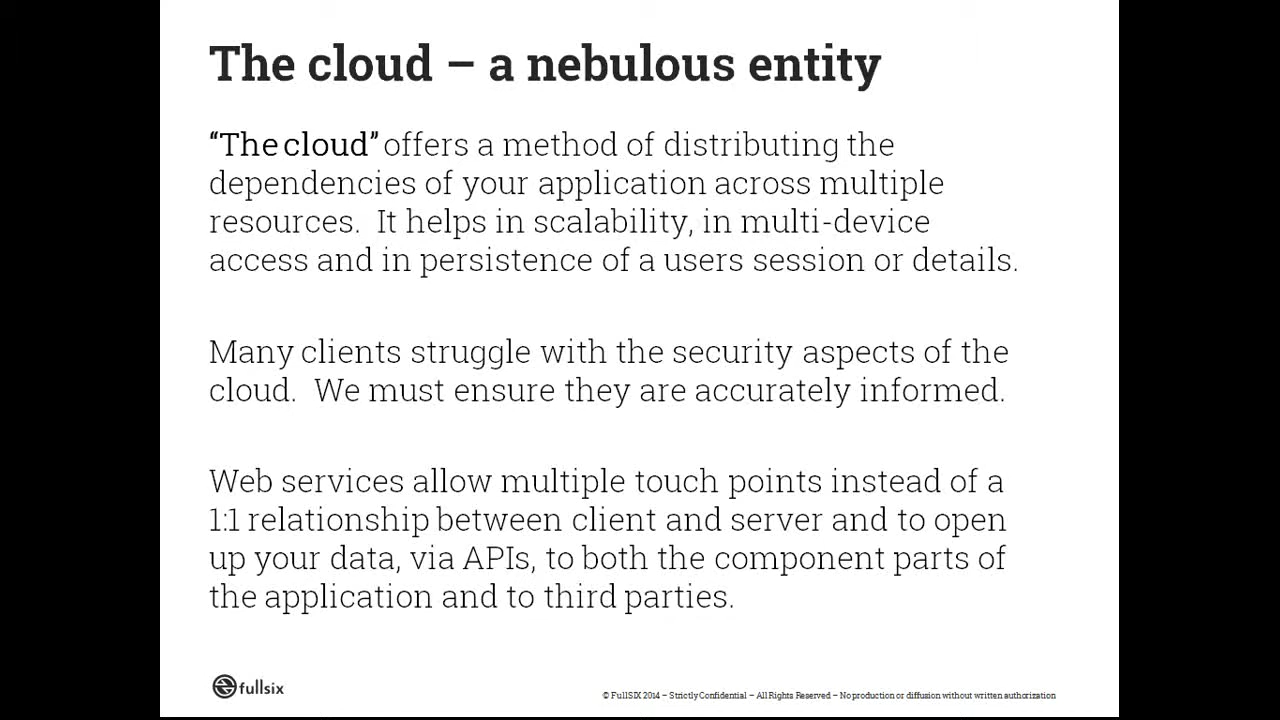 The cloud – a nebulous entity
“The cloud” offers a method of distributing the
dependencies of your application across multiple
resources.  It helps in scalability, in multi-device
access and in persistence of a users session or details.
Many clients struggle with the security aspects of the
cloud.  We must ensure they are accurately informed.
Web services allow multiple touch points instead of a
1:1 relationship between client and server and to open
up your data, via APIs, to both the component parts of
the application and to third parties.
fullsix
© FullSIX 2014 – Strictly Confidential – All Rights Reserved – No production or diffusion without written authorization